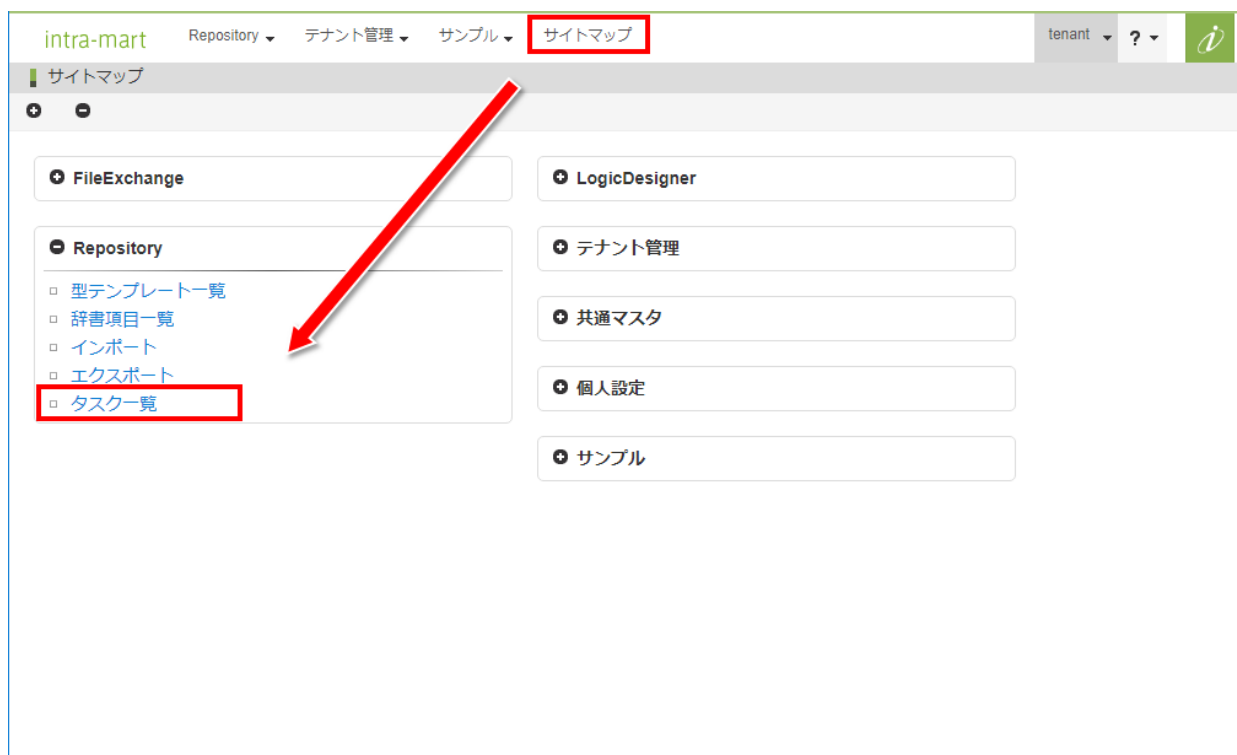 intra-mart Repository テナント管理 サンプル サイトマップ tenant ?
サイトマップ
FileExchange
Repository
型テンプレート一覧
辞書項目一覧
インポート
エクスポート
タスク一覧
LogicDesigner
テナント管理
共通マスタ
個人設定
サンプル